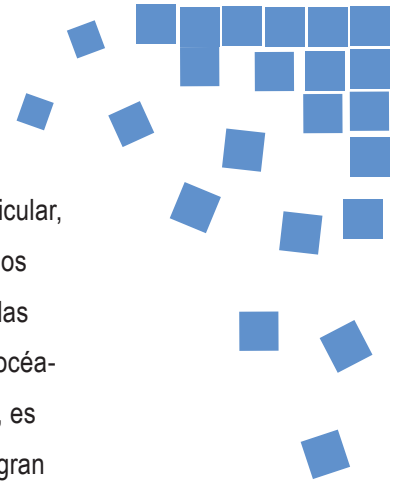 icular,
os
las
océa-
, es
gran